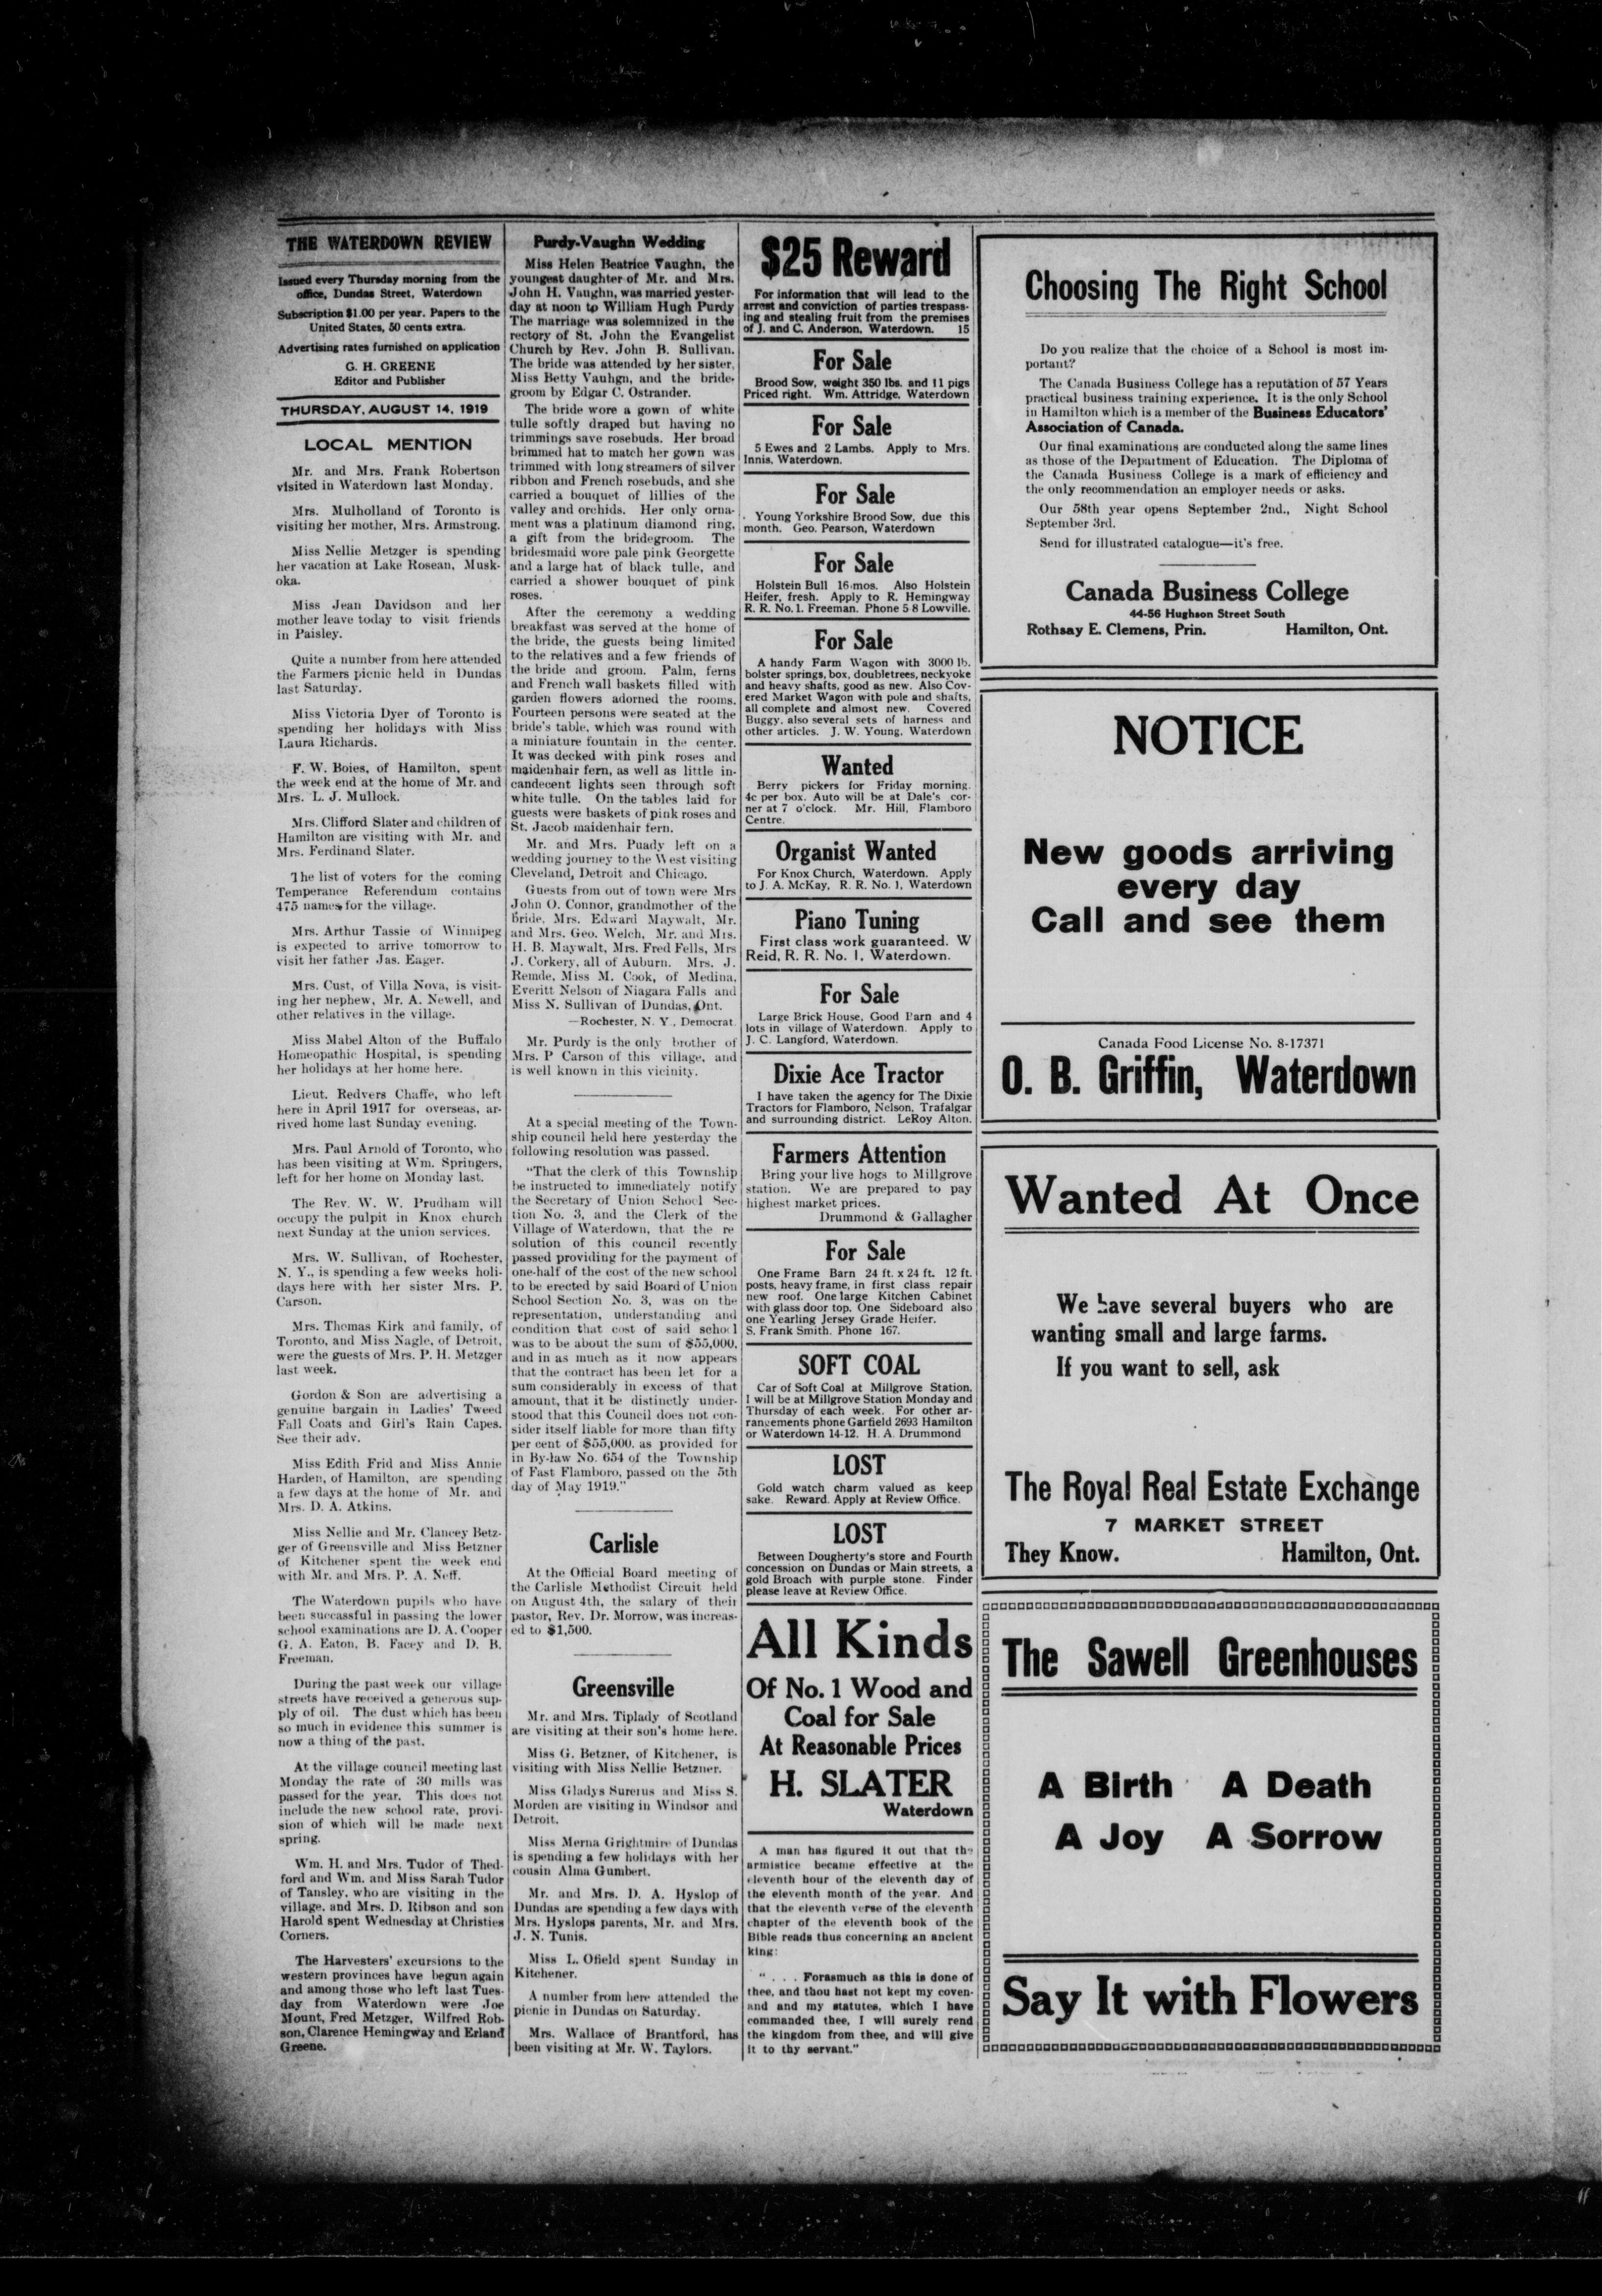 THE WATERDOWN REVIEW
Issued every Thursday morning from the
office, Dundas Street, Waterdown
Subscription $1.00 per year. Papers to the
United States, 50 cents extra.
Advertising rates furnished on application
G. H. GREENE
Editor and Publisher
THURSDAY, AUGUST 14, 1919
LOCAL MENTION
Mr. and Mrs. Frank Robertson
visited in Waterdown last Monday.
Mrs. Mulholland of Toronto is
visiting her mother, Mrs. Armstrong.
Miss Nellie Metzger is spending
her vacation at Lake Rosean, Musk-
oka.
Miss Jean Davidson and her
mother leave today to visit friends
in Paisley.
Quite a number from here attended
the Farmers picnic held in Dundas
last Saturday.
Miss Victoria Dyer of Toronto is
spending her holidays with Miss
Laura Richards.
F. W. Boies, of Hamilton, spent
the week end at the home of Mr. and
Mrs. L. J. Mullock.
Mrs. Clifford Slater and children of
Hamilton are visiting with Mr. and
Mrs. Ferdinand Slater.
The list of voters for the coming
Temperance Referendum contains
475 names for the village.
Mrs. Arthur Tassie of Winnipeg
is expected to arrive tomorrow to
visit her father Jas. Eager.
Mrs. Cust, of Villa Nova, is visit-
ing her nephew, Mr. A. Newell, and
other relatives in the village.
Miss Mabel Alton of the Buffalo
Homeopathic Hospital, is spending
her holidays at her home here.
Lieut. Redvers Chaffe, who left
here in April 1917 for overseas, ar-
rived home last Sunday evening.
Mrs. Paul Arnold of Toronto, who
has been visiting at Wm. Springers,
left for her home on Monday last.
The Rev. W. W. Prudham will
occupy the pulpit in Knox church
next Sunday at the union services.
Mrs. W. Sullivan, of Rochester,
N. Y., is spending a few weeks holi-
days here with her sister Mrs. P.
Carson.
Mrs. Thomas Kirk and family, of
Toronto, and Miss Nagle, of Detroit,
were the guests of Mrs. P. H. Metzger
last week.
Gordon & Son are advertising a
genuine bargain in Ladies' Tweed
Fall Coats and Girl's Rain Capes.
See their adv.
Miss Edith Frid and Miss Annie
Harden, of Hamilton, are spending
a few days at the home of Mr. and
Mrs. D. A. Atkins.
Miss Nellie and Mr. Clancey Betz-
ger of Greensville and Miss Betzner
of Kitchener spent the week end
with Mr. and Mrs. P. A. Neff.
The Waterdown pupils who have
been succassful in passing the lower
school examinations are D. A. Cooper
G. A. Eaton, B. Facey and D. B.
Freeman.
During the past week our village
streets have received a generous sup-
ply of oil. The dust which has been
so much in evidence this summer is
now a thing of the past.
At the village council meeting last
Monday the rate of 30 mills was
passed for the year. This does not
include the new school rate, provi-
sion of which will be made next
spring.
Wm. H. and Mrs. Tudor of Thed-
ford and Wm. and Miss Sarah Tudor
of Tansley, who are visiting in the
village, and Mrs. D. Ribson and son
Harold spent Wednesday at Christies
Corners.
The Harvesters' excursions to the
western provinces have begun again
and among those who left last Tues-
day from Waterdown were Joe
Mount, Fred Metzger, Wilfred Rob-
son, Clarence Hemingway and Erland
Greene.
Purdy-Vaughn Wedding
Miss Helen Beatrice Vaughn, the
youngest daughter of Mr. and Mrs.
John H. Vaughn, was married yester-
day at noon to William Hugh Purdy
The marriage was solemnized in the
rectory of St. John the Evangelist
Church by Rev. John B. Sullivan.
The bride was attended by her sister,
Miss Betty Vauhgn, and the bride-
groom by Edgar C. Ostrander.
The bride wore a gown of white
tulle softly draped but having no
trimmings save rosebuds. Her broad
brimmed hat to match her gown was
trimmed with long streamers of silver
ribbon and French rosebuds, and she
carried a bouquet of lillies of the
valley and orchids. Her only orna-
ment was a platinum diamond ring,
a gift from the bridegroom. The
bridesmaid wore pale pink Georgette
and a large hat of black tulle, and
carried a shower bouquet of pink
roses.
After the ceremony a wedding
breakfast was served at the home of
the bride, the guests being limited
to the relatives and a few friends of
the bride and groom. Palm, ferns
and French wall baskets filled with
garden flowers adorned the rooms.
Fourteen persons were seated at the
bride's table, which was round with
a miniature fountain in the center.
It was decked with pink roses and
maidenhair fern, as well as little in-
candecent lights seen through soft
white tulle. On the tables laid for
guests were baskets of pink roses and
St. Jacob maidenhair fern.
Mr. and Mrs. Puady left on a
wedding journey to the West visiting
Cleveland, Detroit and Chicago.
Guests from out of town were Mrs
John O. Connor, grandmother of the
bride, Mrs. Edward Maywalt, Mr.
and Mrs. Geo. Welch, Mr. and Mrs.
H. B. Maywalt, Mrs. Fred Fells, Mrs
J. Corkery, all of Auburn. Mrs. J.
Remde, Miss M. Cook, of Medina,
Everitt Nelson of Niagara Falls and
Miss N. Sullivan of Dundas, Ont.
—Rochester, N. Y., Democrat.
Mr. Purdy is the only brother of
Mrs. P Carson of this village, and
is well known in this vicinity.
At a special meeting of the Town-
ship council held here yesterday the
following resolution was passed.
"That the clerk of this Township
be instructed to immediately notify
the Secretary of Union School Sec-
tion No. 3, and the Clerk of the
Village of Waterdown, that the re
solution of this council recently
passed providing for the payment of
one-half of the cost of the new school
to be erected by said Board of Union
School Section No. 3, was on the
representation, understanding and
condition that cost of said school
was to be about the sum of $55,000,
and in as much as it now appears
that the contract has been let for a
sum considerably in excess of that
amount, that it be distinctly under-
stood that this Council does not con-
sider itself liable for more than fifty
per cent of $55,000. as provided for
in By-law No. 654 of the Township
of Fast Flamboro, passed on the 5th
day of May 1919."
Carlisle
At the Official Board meeting of
the Carlisle Methodist Circuit held
on August 4th, the salary of their
pastor, Rev. Dr. Morrow, was increas-
ed to $1,500.
Greensville
Mr. and Mrs. Tiplady of Scotland
are visiting at their son's home here.
Miss G. Betzner, of Kitchener, is
visiting with Miss Nellie Betzner.
Miss Gladys Surerus and Miss S.
Morden are visiting in Windsor and
Detroit.
Miss Merna Grightmire of Dundas
is spending a few holidays with her
cousin Alma Gumbert.
Mr. and Mrs. D. A. Hyslop of
Dundas are spending a few days with
Mrs. Hyslops parents, Mr. and Mrs.
J. N. Tunis.
Miss L. Ofield spent Sunday in
Kitchener.
A number from here attended the
picnic in Dundas on Saturday.
Mrs. Wallace of Brantford, has
been visiting at Mr. W. Taylors.
$25 Reward
For information that will lead to the
arrest and conviction of parties trespass-
ing and stealing fruit from the premises
of J. and C. Anderson, Waterdown. 15
For Sale
Brood Sow, weight 350 lbs. and 11 pigs
Priced right. Wm. Attridge, Waterdown
For Sale
5 Ewes and 2 Lambs. Apply to Mrs.
Innis, Waterdown.
For Sale
Young Yorkshire Brood Sow, due this
month. Geo. Pearson, Waterdown
For Sale
Holstein Bull 16 mos. Also Holstein
Heifer, fresh. Apply to R. Hemingway
R. R. No. 1. Freeman. Phone 5 8 Lowville.
For Sale
A handy Farm Wagon with 3000 lb.
bolster springs, box, doubletrees, neckyoke
and heavy shafts, good as new. Also Cov-
ered Market Wagon with pole and shafts,
all complete and almost new. Covered
Buggy, also several sets of harness and
other articles. J. W. Young, Waterdown
Wanted
Berry pickers for Friday morning.
4c per box. Auto will be at Dale's cor-
ner at 7 o'clock. Mr. Hill, Flamboro
Centre.
Organist Wanted
For Knox Church, Waterdown. Apply
to J. A. McKay, R. R. No. 1, Waterdown
Piano Tuning
First class work guaranteed. W
Reid, R. R. No. 1, Waterdown.
For Sale
Large Brick House, Good Barn and 4
lots in village of Waterdown. Apply to
J. C. Langford, Waterdown.
Dixie Ace Tractor
I have taken the agency for The Dixie
Tractors for Flamboro, Nelson, Trafalgar
and surrounding district. LeRoy Alton.
Farmers Attention
Bring your live hogs to Millgrove
station. We are prepared to pay
highest market prices.
Drummond & Gallagher
For Sale
One Frame Barn 24 ft. x 24 ft. 12 ft.
posts, heavy frame, in first class repair
new roof. One large Kitchen Cabinet
with glass door top. One Sideboard also
one Yearling Jersey Grade Heifer.
S. Frank Smith. Phone 167.
SOFT COAL
Car of Soft Coal at Millgrove Station.
I will be at Millgrove Station Monday and
Thursday of each week. For other ar-
rangements phone Garfield 2693 Hamilton
or Waterdown 14-12. H. A. Drummond
LOST
Gold watch charm valued as keep
sake. Reward. Apply at Review Office.
LOST
Between Dougherty's store and Fourth
concession on Dundas or Main streets, a
gold Broach with purple stone. Finder
please leave at Review Office.
All Kinds
Of No. 1 Wood and
Coal for Sale
At Reasonable Prices
H. SLATER
Waterdown
A man has figured it out that the
armistice became effective at the
eleventh hour of the eleventh day of
the eleventh month of the year. And
that the eleventh verse of the eleventh
chapter of the eleventh book of the
Bible reads thus concerning an ancient
king:
" . . . Forasmuch as this is done of
thee, and thou hast not kept my coven-
and and my statutes, which I have
commanded thee, I will surely rend
the kingdom from thee, and will give
it to thy servant."
Choosing The Right School
Do you realize that the choice of a School is most im-
portant?
The Canada Business College has a reputation of 57 Years
practical business training experience. It is the only School
in Hamilton which is a member of the Business Educators'
Association of Canada.
Our final examinations are conducted along the same lines
as those of the Department of Education. The Diploma of
the Canada Business College is a mark of efficiency and
the only recommendation an employer needs or asks.
Our 58th year opens September 2nd., Night School
September 3rd.
Send for illustrated catalogue—it's free.
Canada Business College
44-56 Hughson Street South
Rothsay E. Clemens, Prin. Hamilton, Ont.
NOTICE
New goods arriving
every day
Call and see them
Canada Food License No. 8-17371
O. B. Griffin, Waterdown
Wanted At Once
We have several buyers who are
wanting small and large farms.
If you want to sell, ask
The Royal Real Estate Exchange
7 MARKET STREET
They Know. Hamilton, Ont.
The Sawell Greenhouses
A Birth A Death
A Joy A Sorrow
Say It with Flowers